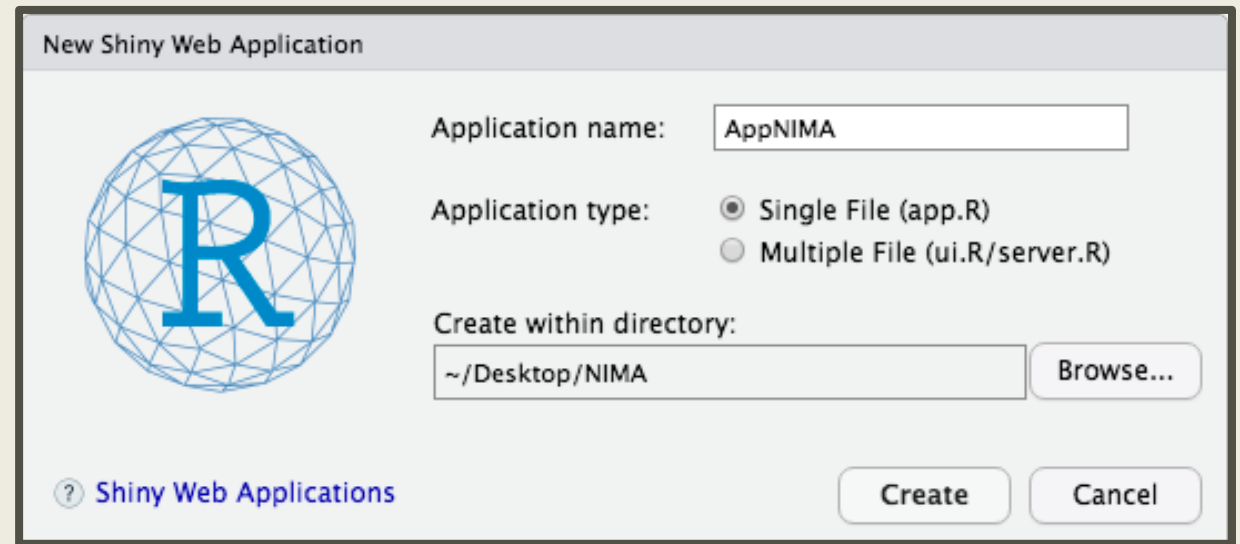 New Shiny Web Application
R
Application name: AppNIMA
Application type: Single File (app.R)
Multiple File (ui.R/server.R)
Create within directory:
~/Desktop/NIMA Browse...
? Shiny Web Applications Create Cancel